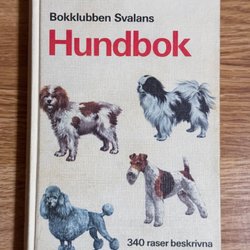 Bokklubben Svalans
Hundbok
340 raser beskrivna